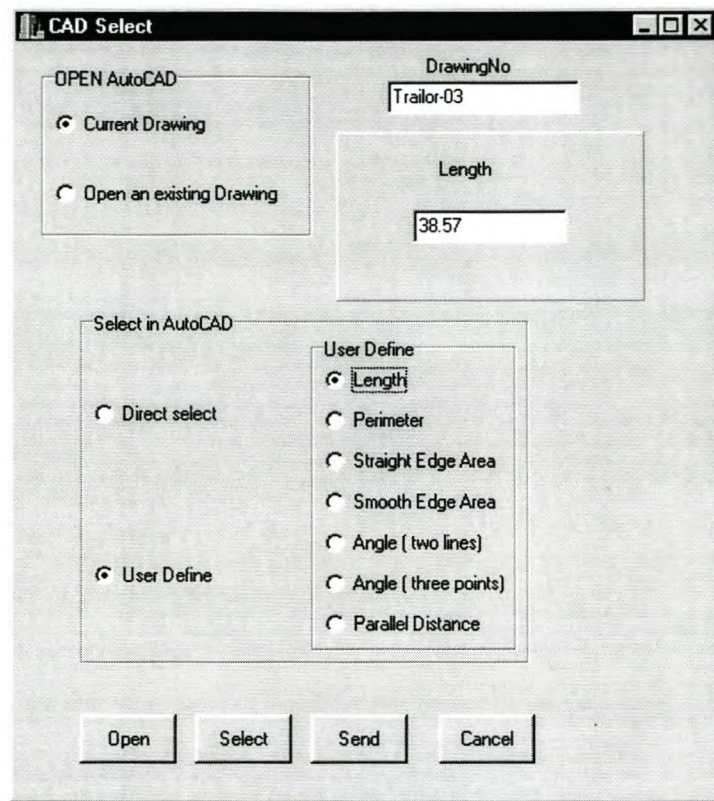 CAD Select
OPEN AutoCAD
Current Drawing
Open an existing Drawing
DrawingNo
Trailor-03
Length
38.57
Select in AutoCAD
Direct select
User Define
User Define
Length
Perimeter
Straight Edge Area
Smooth Edge Area
Angle ( two lines)
Angle ( three points)
Parallel Distance
Open
Select
Send
Cancel